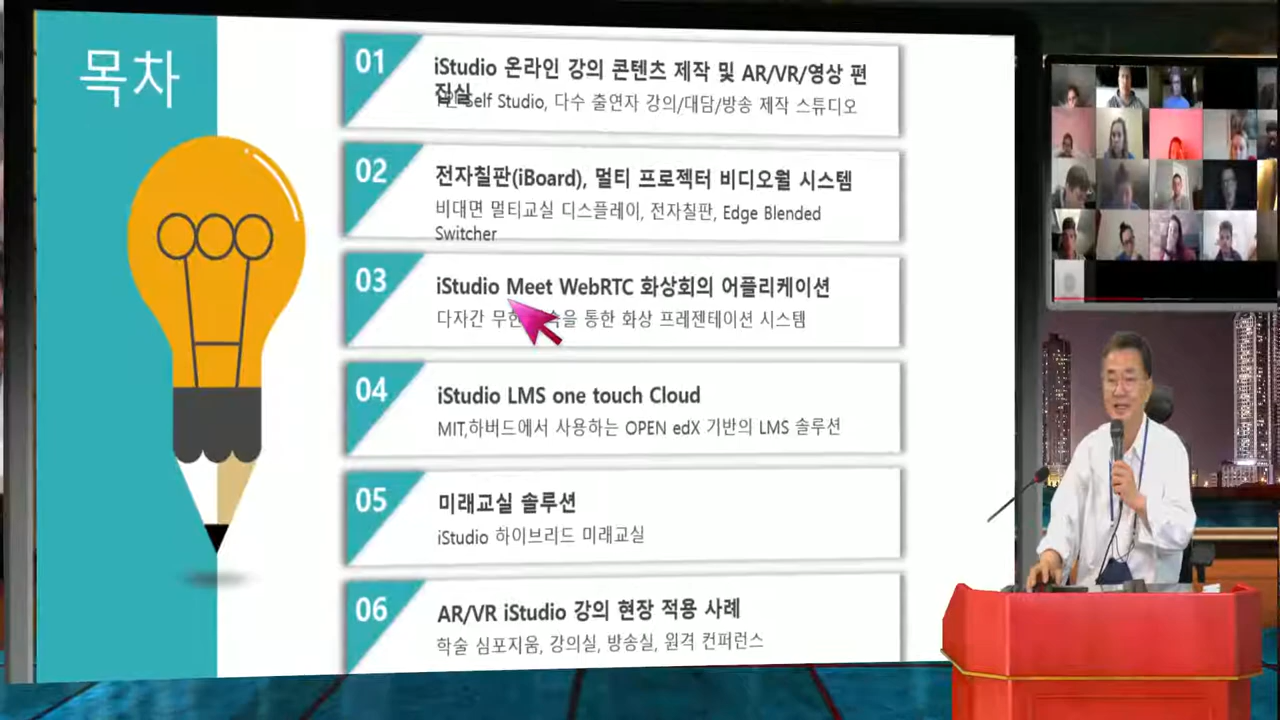 목차
01
iStudio 온라인 강의 콘텐츠 제작 및 AR/VR/영상 편
집실
Self Studio, 다수 출연자 강의/대담/방송 제작 스튜디오
02
전자칠판(iBoard), 멀티 프로젝터 비디오월 시스템
비대면 멀티교실 디스플레이, 전자칠판, Edge Blended
Switcher
03
iStudio Meet WebRTC 화상회의 어플리케이션
다자간 통한 화상 프레젠테이션 시스템
04
iStudio LMS one touch Cloud
MIT,하버드에서 사용하는 OPEN edX 기반의 LMS 솔루션
05
미래교실 솔루션
iStudio 하이브리드 미래교실
06
AR/VR iStudio 강의 현장 적용 사례
학술 심포지움, 강의실, 방송실, 원격 컨퍼런스